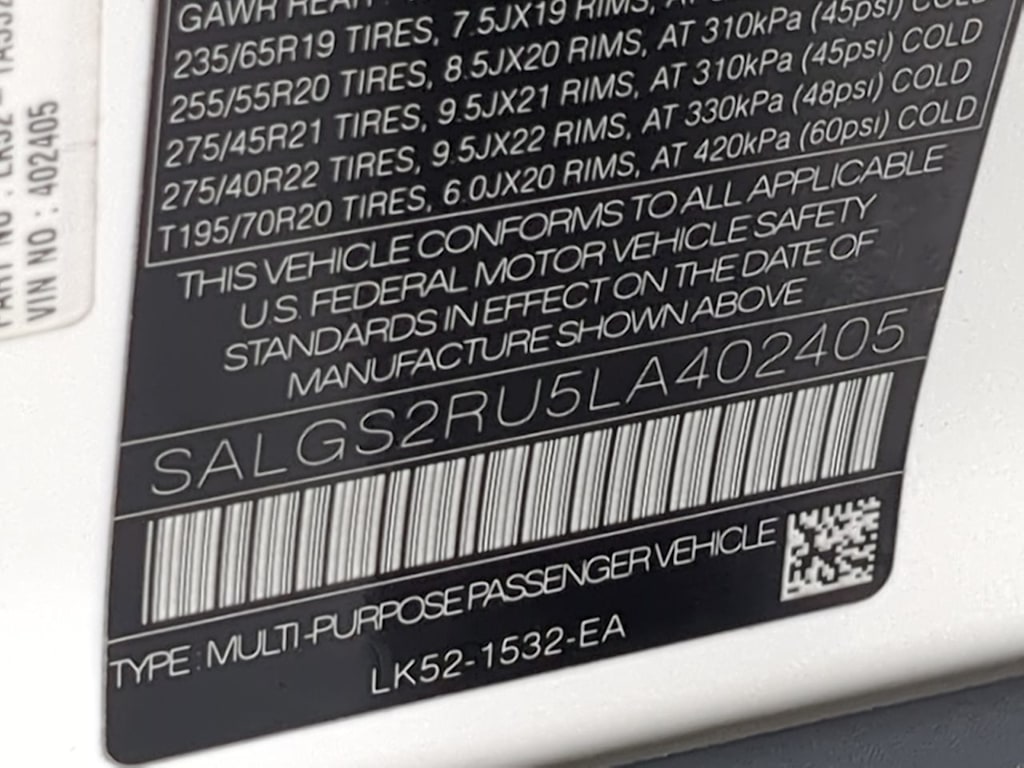 GAWR REAR
235/65R19 TIRES, 7.5JX19 RIMS,
255/55R20 TIRES, 8.5JX20 RIMS, AT 310kPa (45psi) COLD
275/45R21 TIRES, 9.5JX21 RIMS, AT 310kPa (45psi) COLD
275/40R22 TIRES, 9.5JX22 RIMS, AT 330kPa (48psi) COLD
T195/70R20 TIRES, 6.0JX20 RIMS, AT 420kPa (60psi) COLD
THIS VEHICLE CONFORMS TO ALL APPLICABLE
U.S. FEDERAL MOTOR VEHICLE SAFETY
STANDARDS IN EFFECT ON THE DATE OF
MANUFACTURE SHOWN ABOVE
SALGS2RU5LA402405
TYPE: MULTI-PURPOSE PASSENGER VEHICLE
LK52-1532-EA
VIN NO : 402405